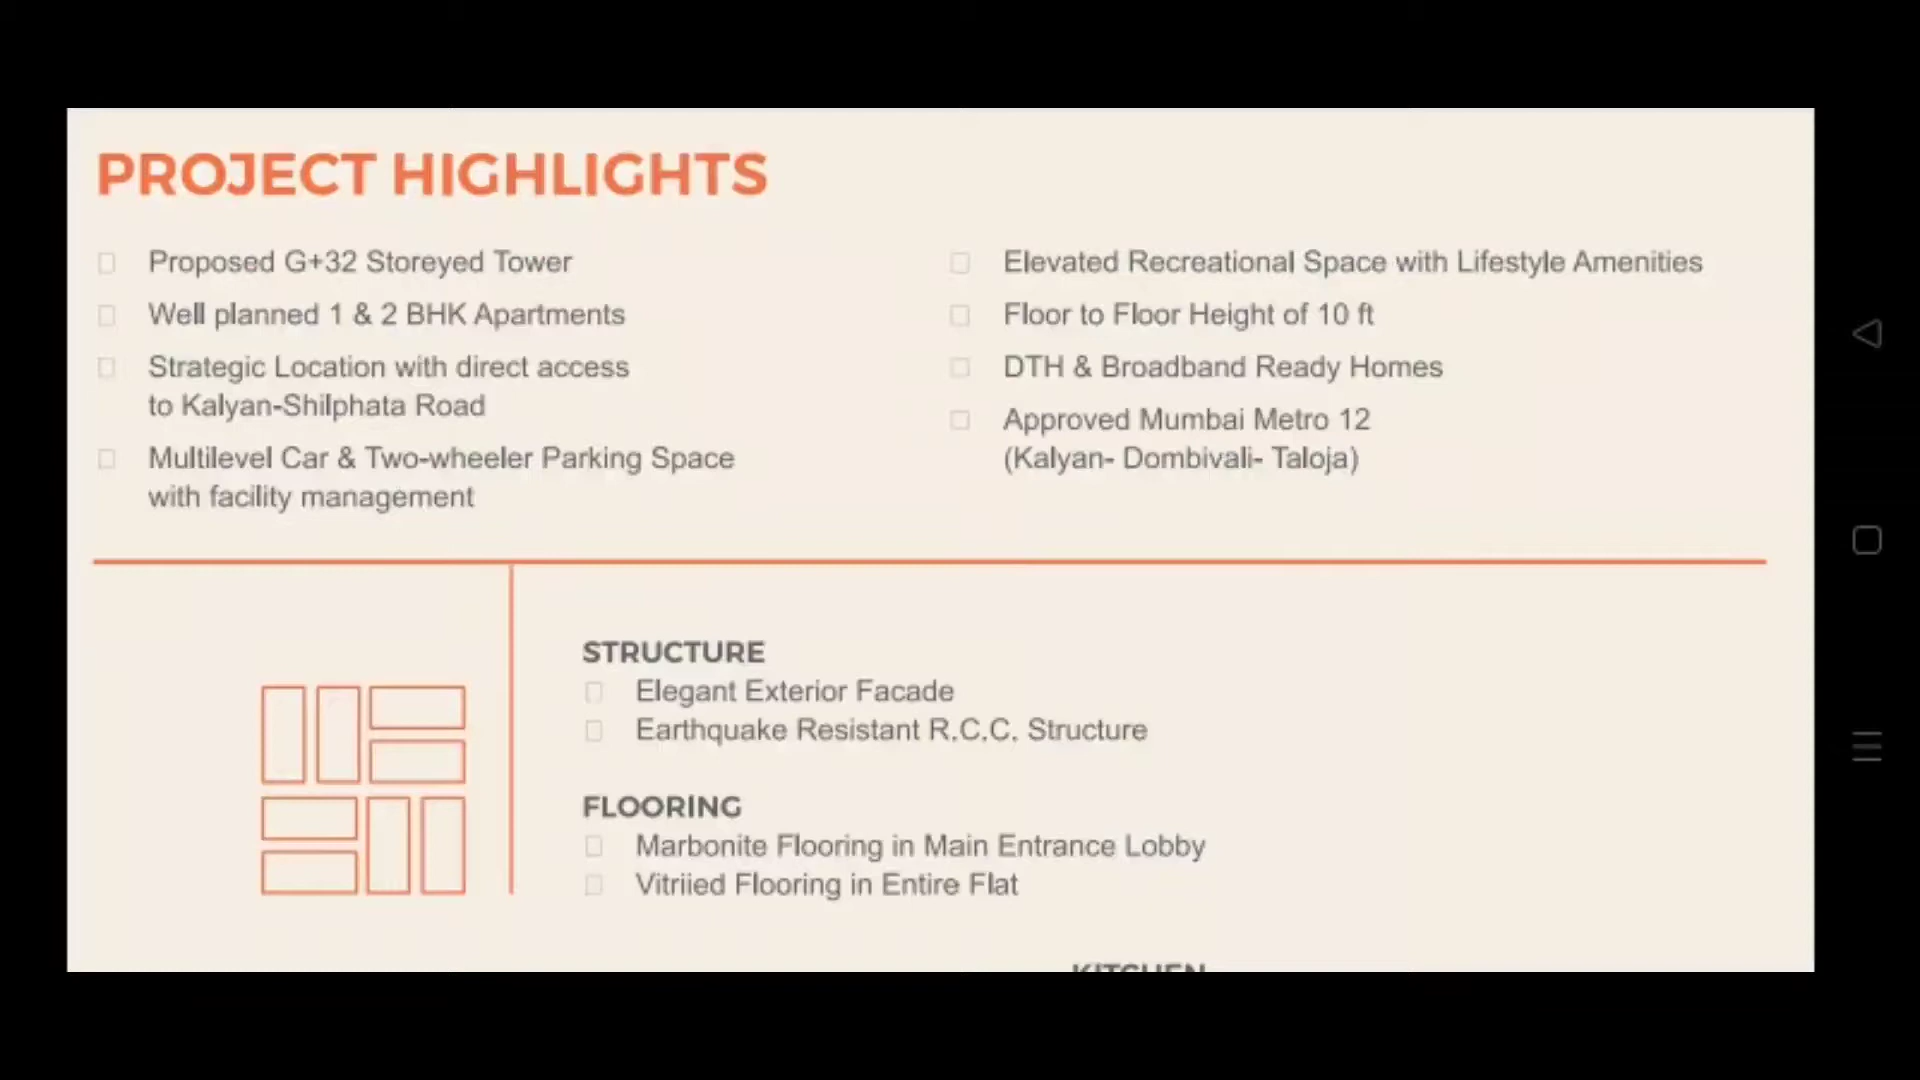 PROJECT HIGHLIGHTS
Proposed G+32 Storeyed Tower
Well planned 1 & 2 BHK Apartments
Strategic Location with direct access
to Kalyan-Shilphata Road
Multilevel Car & Two-wheeler Parking Space
with facility management
Elevated Recreational Space with Lifestyle Amenities
Floor to Floor Height of 10 ft
DTH & Broadband Ready Homes
Approved Mumbai Metro 12
(Kalyan- Dombivali- Taloja)
STRUCTURE
Elegant Exterior Facade
Earthquake Resistant R.C.C. Structure
FLOORING
Marbonite Flooring in Main Entrance Lobby
Vitriied Flooring in Entire Flat
KITCHEN